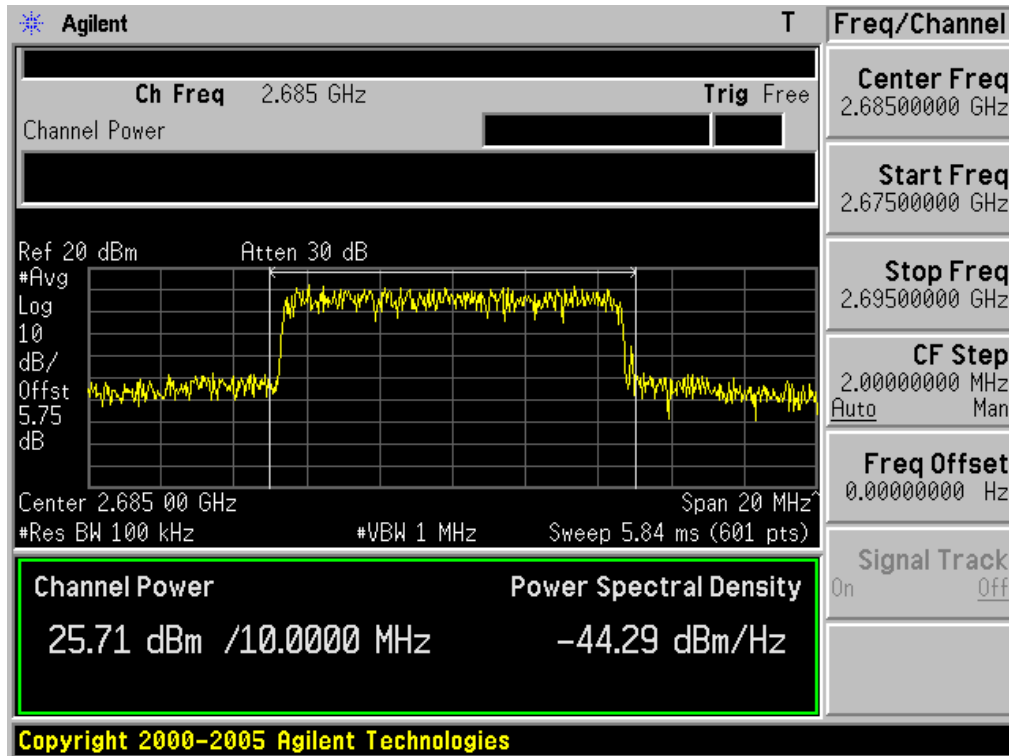 Agilent T
Ch Freq 2.685 GHz Trig Free
Channel Power
Ref 20 dBm Atten 30 dB
#Avg
Log
10
dB/
Offst
5.75
dB
Center 2.685 00 GHz Span 20 MHz^
#Res BW 100 kHz #VBW 1 MHz Sweep 5.84 ms (601 pts)
Channel Power Power Spectral Density
25.71 dBm /10.0000 MHz -44.29 dBm/Hz
Copyright 2000-2005 Agilent Technologies
Freq/Channel
Center Freq
2.68500000 GHz
Start Freq
2.67500000 GHz
Stop Freq
2.69500000 GHz
CF Step
2.00000000 MHz
Auto Man
Freq Offset
0.00000000 Hz
Signal Track
On Off